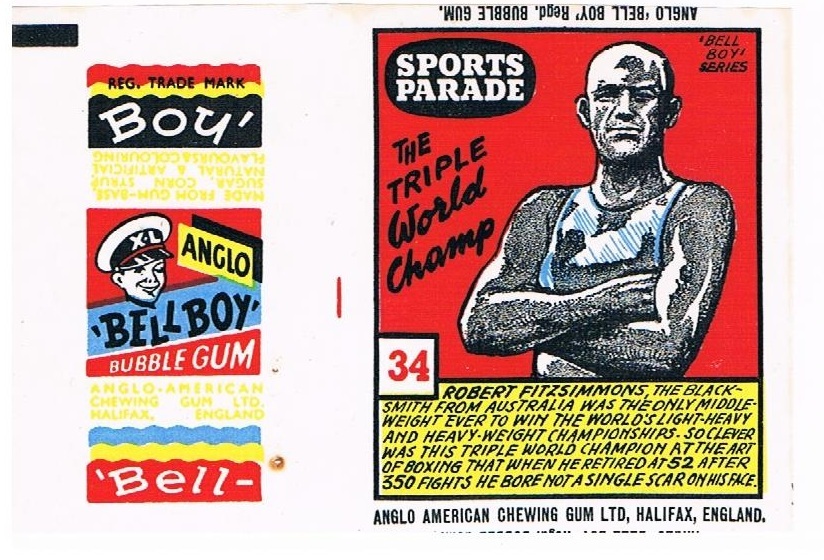 REG. TRADE MARK
Boy'
MADE FROM GUM-BASE,
SUGAR, CORN SYRUP,
NATURAL & ARTIFICIAL
FLAVOURS & COLOURING
X-L
ANGLO
'BELL BOY'
BUBBLE GUM
ANGLO-AMERICAN
CHEWING GUM LTD.
HALIFAX, ENGLAND
'Bell-
ANGLO 'BELL BOY' Regd. BUBBLE GUM.
SPORTS
PARADE
'BELL
BOY'
SERIES
THE
TRIPLE
World
Champ
34
ROBERT FITZSIMMONS, THE BLACK-
SMITH FROM AUSTRALIA WAS THE ONLY MIDDLE-
WEIGHT EVER TO WIN THE WORLD'S LIGHT-HEAVY
AND HEAVY-WEIGHT CHAMPIONSHIPS. SO CLEVER
WAS THIS TRIPLE WORLD CHAMPION AT THE ART
OF BOXING THAT WHEN HE RETIRED AT 52 AFTER
350 FIGHTS HE BORE NOT A SINGLE SCAR ON HIS FACE.
ANGLO AMERICAN CHEWING GUM LTD, HALIFAX, ENGLAND.